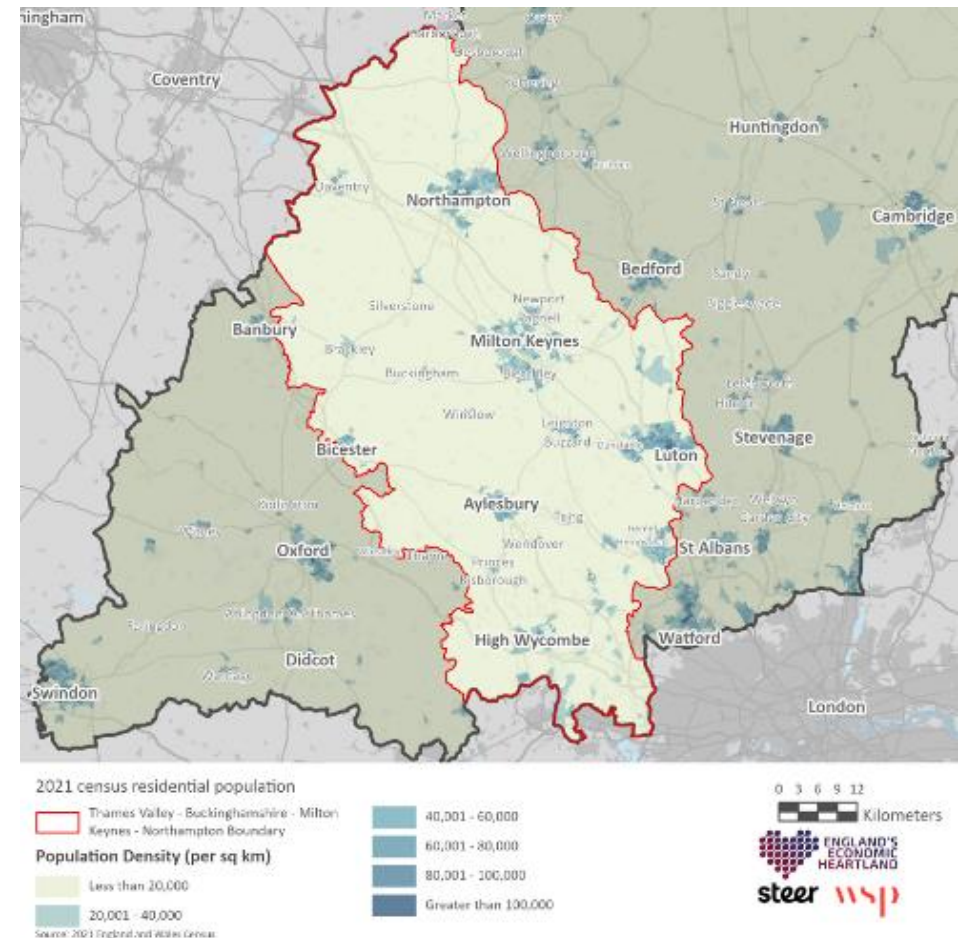 Coventry
Huntingdon
Daventry
Wellingborough
Northampton
Cambridge
Bedford
Silverstone
Newport
Pagnell
Banbury
Milton Keynes
Brackley
Buckingham
Bletchley
Winslow
Leighton
Buzzard
Dunstable
Stevenage
Bicester
Luton
Aylesbury
Tring
Welwyn
Garden City
Oxford
Wendover
St Albans
Princes
Risborough
High Wycombe
Watford
Didcot
Swindon
London
2021 census residential population
Thames Valley - Buckinghamshire - Milton
Keynes - Northampton Boundary
Population Density (per sq km)
Less than 20,000
20,001 - 40,000
40,001 - 60,000
60,001 - 80,000
80,001 - 100,000
Greater than 100,000
Source: 2021 England and Wales Census
0 3 6 9 12
Kilometers
ENGLAND'S
ECONOMIC
HEARTLAND
steer wsp